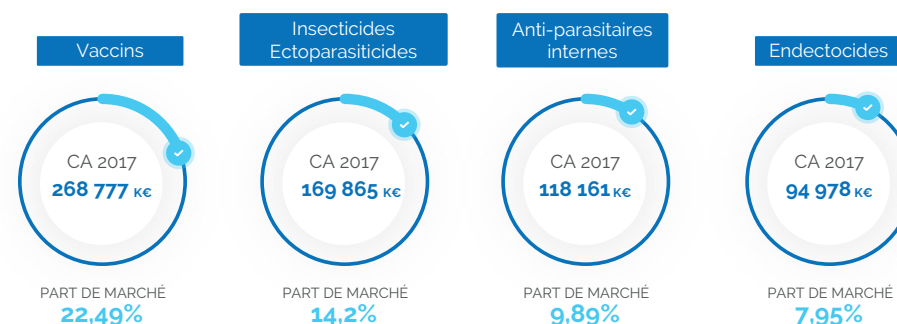 Vaccins
CA 2017
268 777 K€
PART DE MARCHÉ
22,49%
Insecticides
Ectoparasiticides
CA 2017
169 865 K€
PART DE MARCHÉ
14,2%
Anti-parasitaires
internes
CA 2017
118 161 K€
PART DE MARCHÉ
9,89%
Endectocides
CA 2017
94 978 K€
PART DE MARCHÉ
7,95%